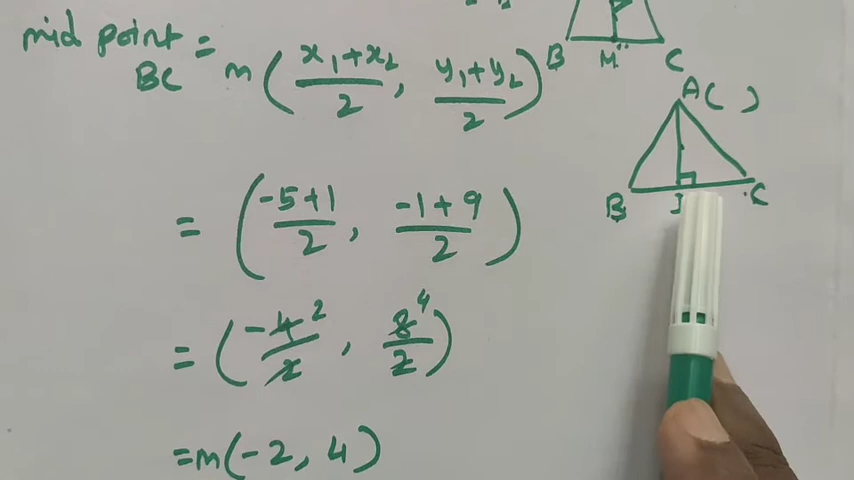 mid point = m ( x₁+x₂ / 2 , y₁+y₂ / 2 )
BC
= ( -5+1 / 2 , -1+9 / 2 )
= ( -4 2 / 2 , 8 4 / 2 )
= m(-2, 4)
B M C
A ( )
B C